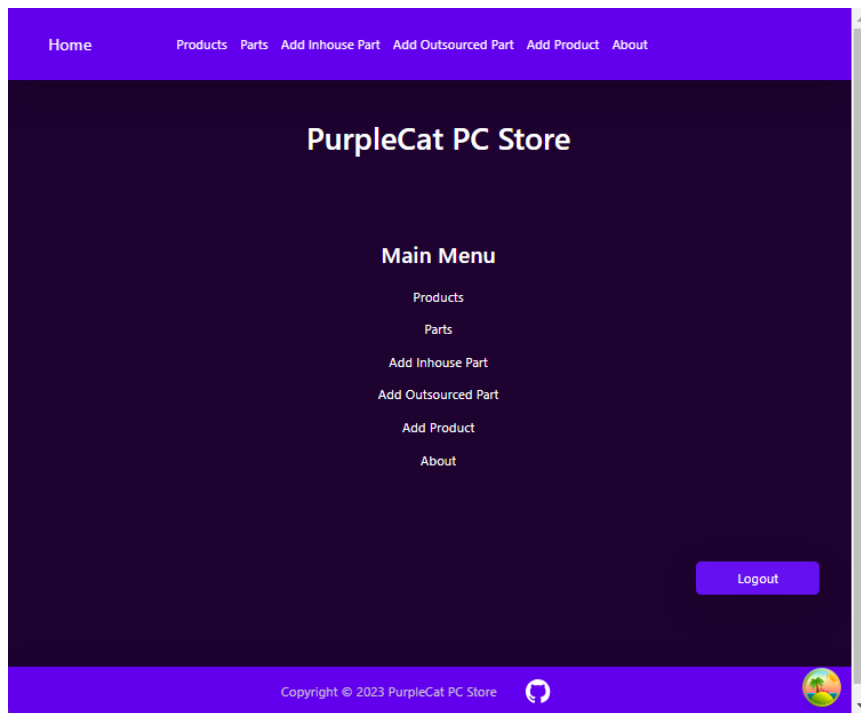 Home Products Parts Add Inhouse Part Add Outsourced Part Add Product About
PurpleCat PC Store
Main Menu
Products
Parts
Add Inhouse Part
Add Outsourced Part
Add Product
About
Logout
Copyright © 2023 PurpleCat PC Store